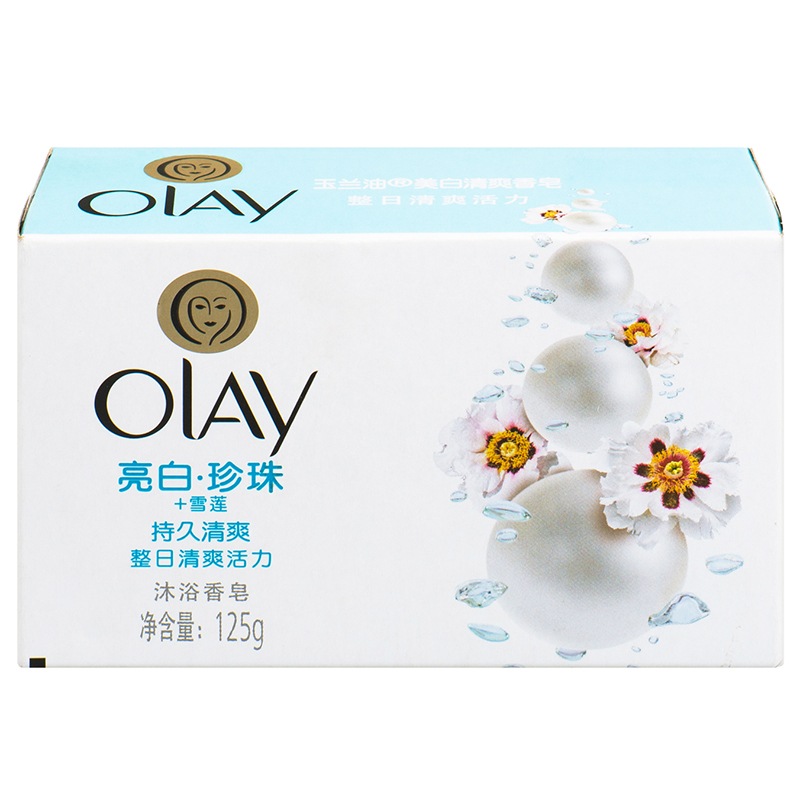 OLAY
玉兰油®美白清爽香皂
整日清爽活力
OLAY
亮白·珍珠
+雪莲
持久清爽
整日清爽活力
沐浴香皂
净含量：125g